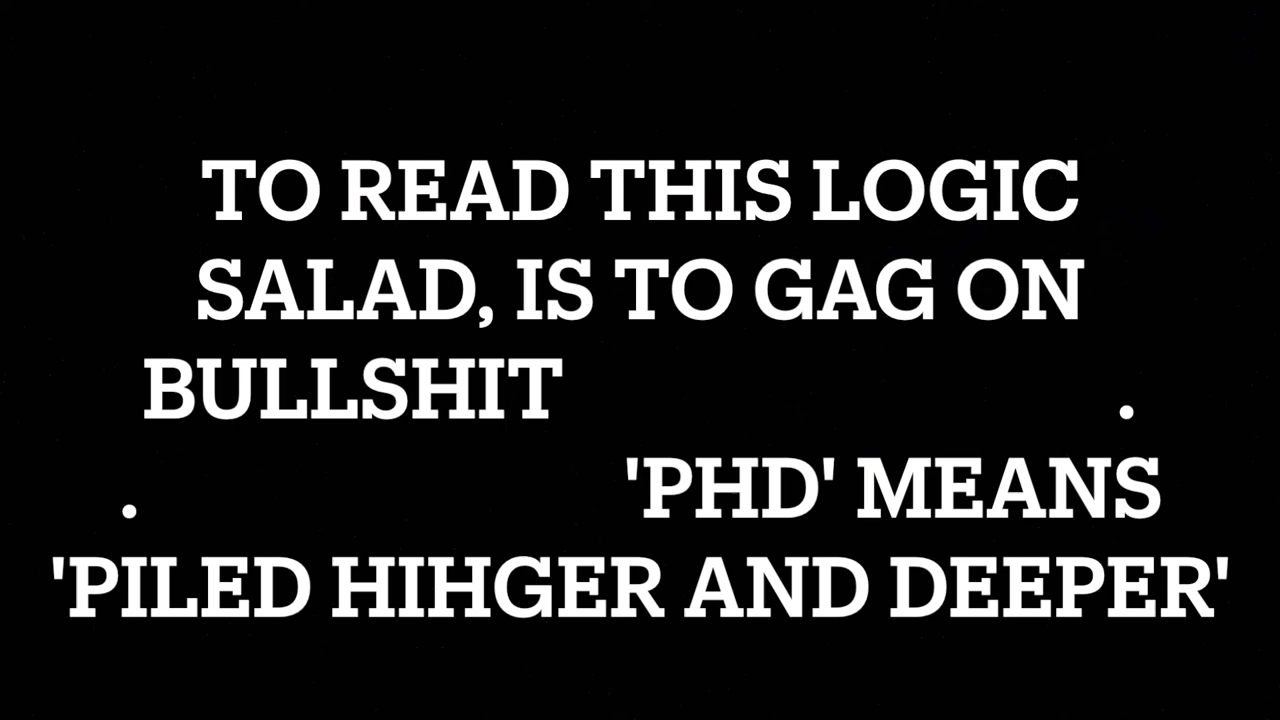 TO READ THIS LOGIC
SALAD, IS TO GAG ON
BULLSHIT .
. 'PHD' MEANS
'PILED HIHGER AND DEEPER'